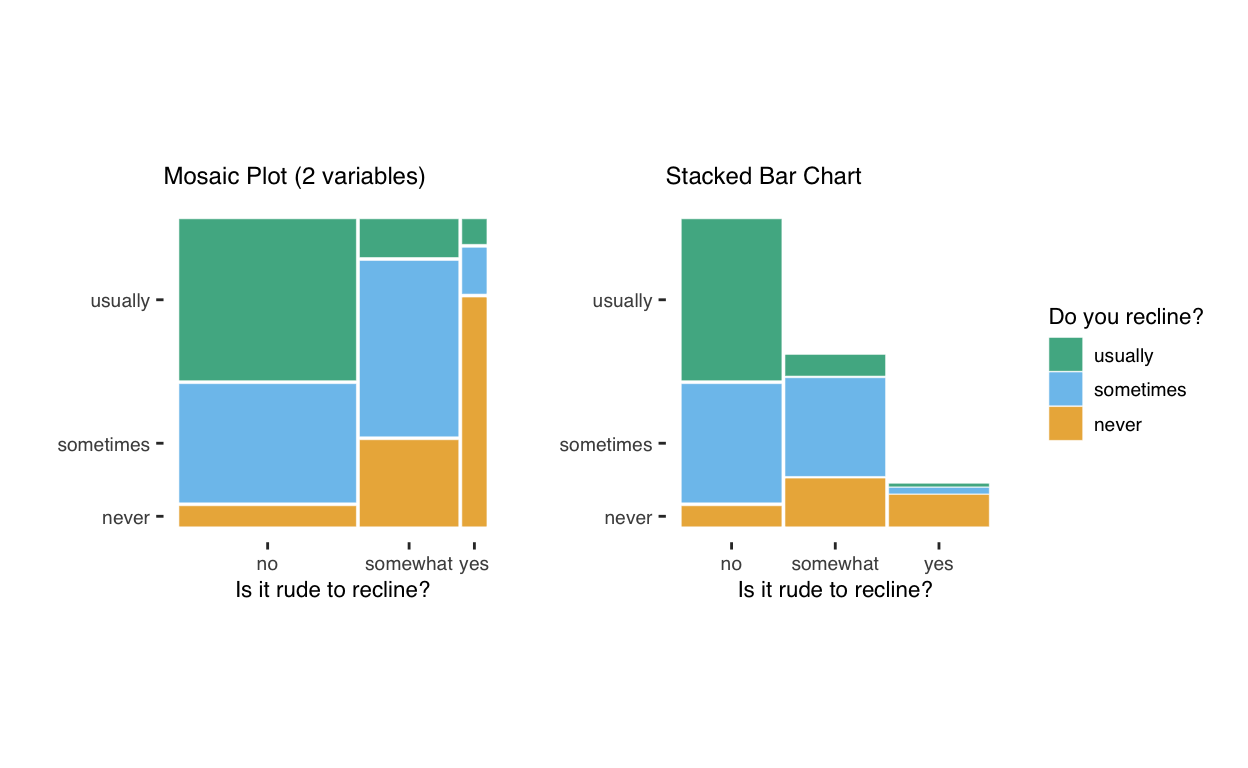 Mosaic Plot (2 variables)
usually
sometimes
never
no somewhat yes
Is it rude to recline?
Stacked Bar Chart
usually
sometimes
never
no somewhat yes
Is it rude to recline?
Do you recline?
usually
sometimes
never